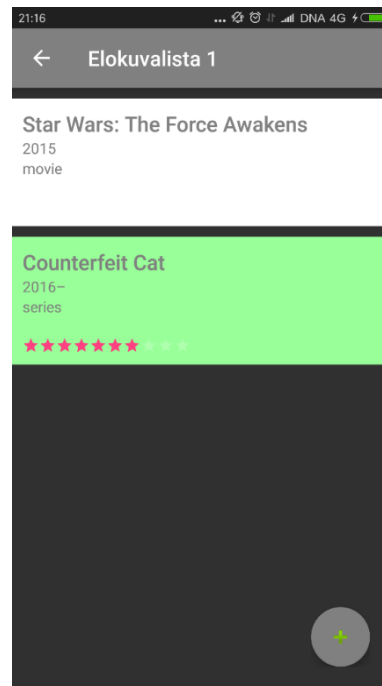 21:16 ... DNA 4G
Elokuvalista 1
Star Wars: The Force Awakens
2015
movie
Counterfeit Cat
2016–
series